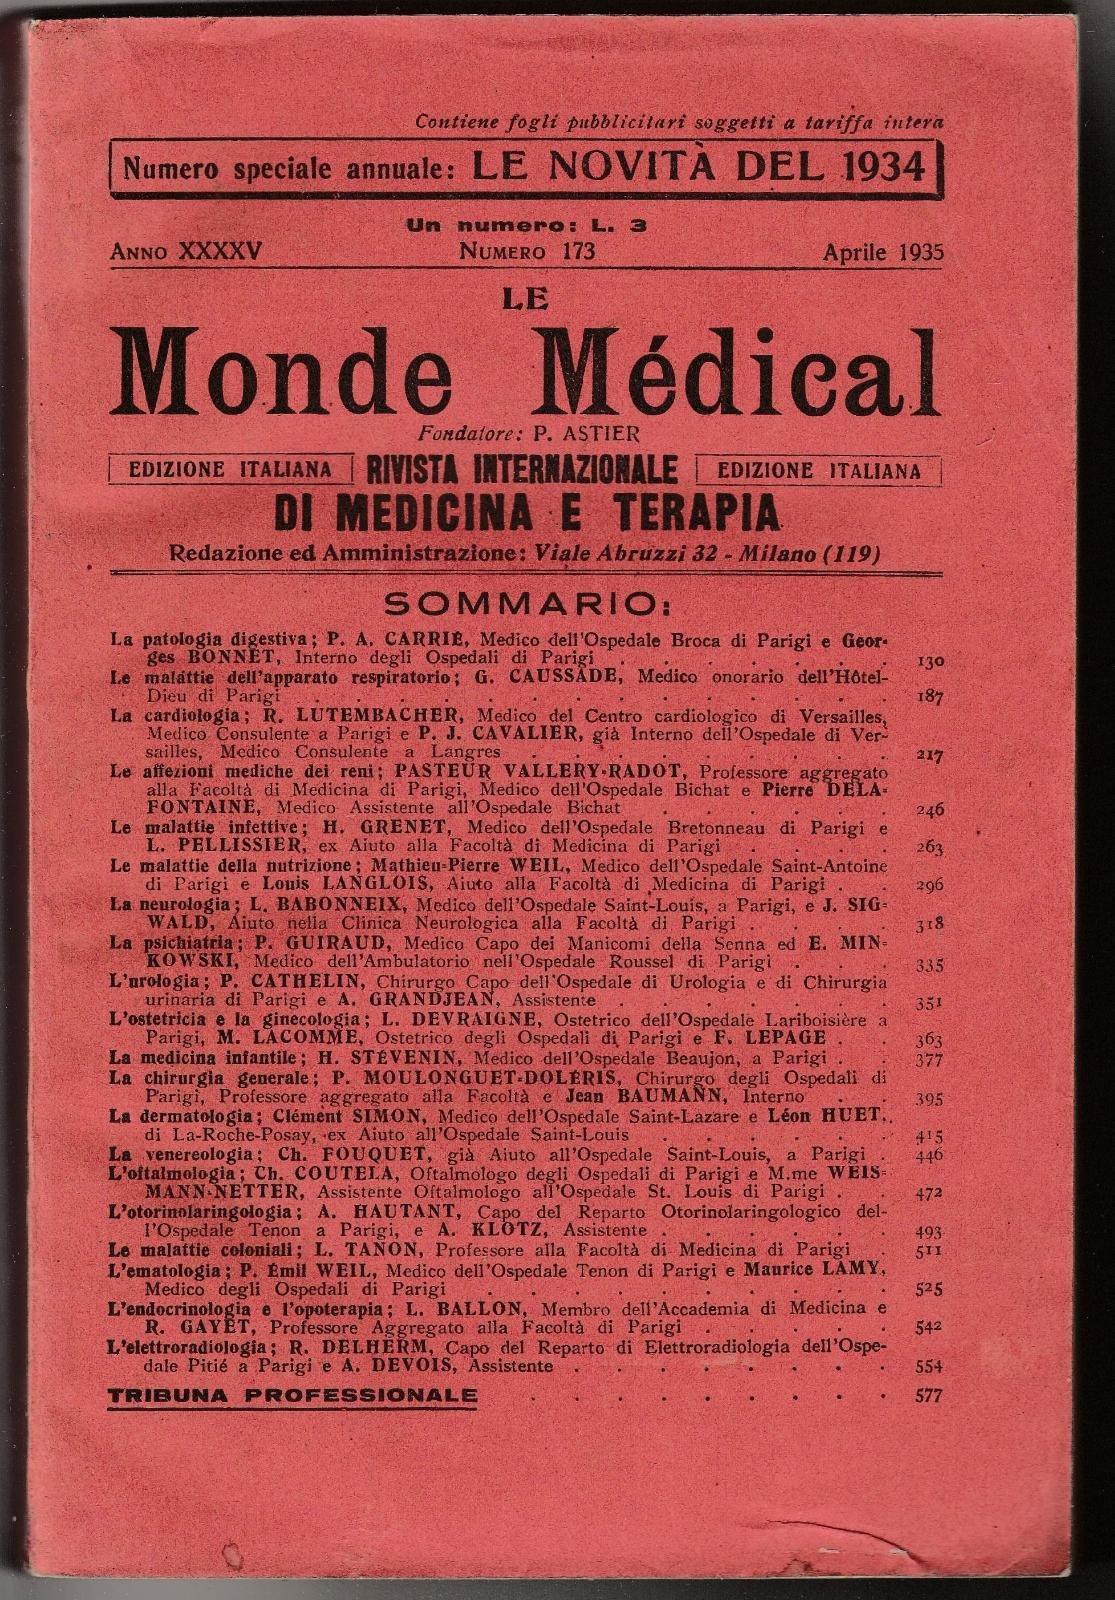 Contiene fogli pubblicitari soggetti a tariffa intera
Numero speciale annuale: LE NOVITÀ DEL 1934
Un numero: L. 3
ANNO XXXXV NUMERO 173 Aprile 1935
LE
Monde Médical
Fondatore: P. ASTIER
EDIZIONE ITALIANA RIVISTA INTERNAZIONALE EDIZIONE ITALIANA
DI MEDICINA E TERAPIA
Redazione ed Amministrazione: Viale Abruzzi 32 - Milano (119)
SOMMARIO:
La patologia digestiva; P. A. CARRIÉ, Medico dell'Ospedale Broca di Parigi e Geor-
ges BONNET, Interno degli Ospedali di Parigi . . . . . . . 130
Le malattie dell'apparato respiratorio; G. CAUSSADE, Medico onorario dell'Hôtel-
Dieu di Parigi . . . . . . . . . . . 187
La cardiologia; R. LUTEMBACHER, Medico del Centro cardiologico di Versailles,
Medico Consulente a Parigi e P. J. CAVALIER, già Interno dell'Ospedale di Ver-
sailles, Medico Consulente a Langres . . . . . . . . 217
Le affezioni mediche dei reni; PASTEUR VALLERY-RADOT, Professore aggregato
alla Facoltà di Medicina di Parigi, Medico dell'Ospedale Bichat e Pierre DELA-
FONTAINE, Medico Assistente all'Ospedale Bichat . . . . . . 246
Le malattie infettive; H. GRENET, Medico dell'Ospedale Bretonneau di Parigi e
L. PELLISSIER, ex Aiuto alla Facoltà di Medicina di Parigi . . . . 263
Le malattie della nutrizione; Mathieu-Pierre WEIL, Medico dell'Ospedale Saint-Antoine
di Parigi e Louis LANGLOIS, Aiuto alla Facoltà di Medicina di Parigi . . 296
La neurologia; L. BABONNEIX, Medico dell'Ospedale Saint-Louis, a Parigi, e J. SIG-
WALD, Aiuto nella Clinica Neurologica alla Facoltà di Parigi . . . . 318
La psichiatria; P. GUIRAUD, Medico Capo dei Manicomi della Senna ed E. MIN-
KOWSKI, Medico dell'Ambulatorio nell'Ospedale Roussel di Parigi . . . 335
L'urologia; P. CATHELIN, Chirurgo Capo dell'Ospedale di Urologia e di Chirurgia
urinaria di Parigi e A. GRANDJEAN, Assistente . . . . . . . 351
L'ostetricia e la ginecologia; L. DEVRAIGNE, Ostetrico dell'Ospedale Lariboisière a
Parigi, M. LACOMME, Ostetrico degli Ospedali di Parigi e F. LEPAGE . . 363
La medicina infantile; H. STÉVENIN, Medico dell'Ospedale Beaujon, a Parigi . . 377
La chirurgia generale; P. MOULONGUET-DOLÉRIS, Chirurgo degli Ospedali di
Parigi, Professore aggregato alla Facoltà e Jean BAUMANN, Interno . . 395
La dermatologia; Clément SIMON, Medico dell'Ospedale Saint-Lazare e Léon HUET,
di La-Roche-Posay, ex Aiuto all'Ospedale Saint-Louis . . . . . . 415
La venereologia; Ch. FOUQUET, già Aiuto all'Ospedale Saint-Louis, a Parigi . 446
L'oftalmologia; Ch. COUTELA, Oftalmologo degli Ospedali di Parigi e M.me WEIS-
MANN-NETTER, Assistente Oftalmologo all'Ospedale St. Louis di Parigi . . 472
L'otorinolaringologia; A. HAUTANT, Capo del Reparto Otorinolaringologico del-
l'Ospedale Tenon a Parigi, e A. KLOTZ, Assistente . . . . . . 493
Le malattie coloniali; L. TANON, Professore alla Facoltà di Medicina di Parigi . 511
L'ematologia; P. Émil WEIL, Medico dell'Ospedale Tenon di Parigi e Maurice LAMY,
Medico degli Ospedali di Parigi . . . . . . . . . . 525
L'endocrinologia e l'opoterapia; L. BALLON, Membro dell'Accademia di Medicina e
R. GAYET, Professore Aggregato alla Facoltà di Parigi . . . . . 542
L'elettroradiologia; R. DELHERM, Capo del Reparto di Elettroradiologia dell'Ospe-
dale Pitié a Parigi e A. DEVOIS, Assistente . . . . . . . . 554
TRIBUNA PROFESSIONALE . . . . . . . . . 577